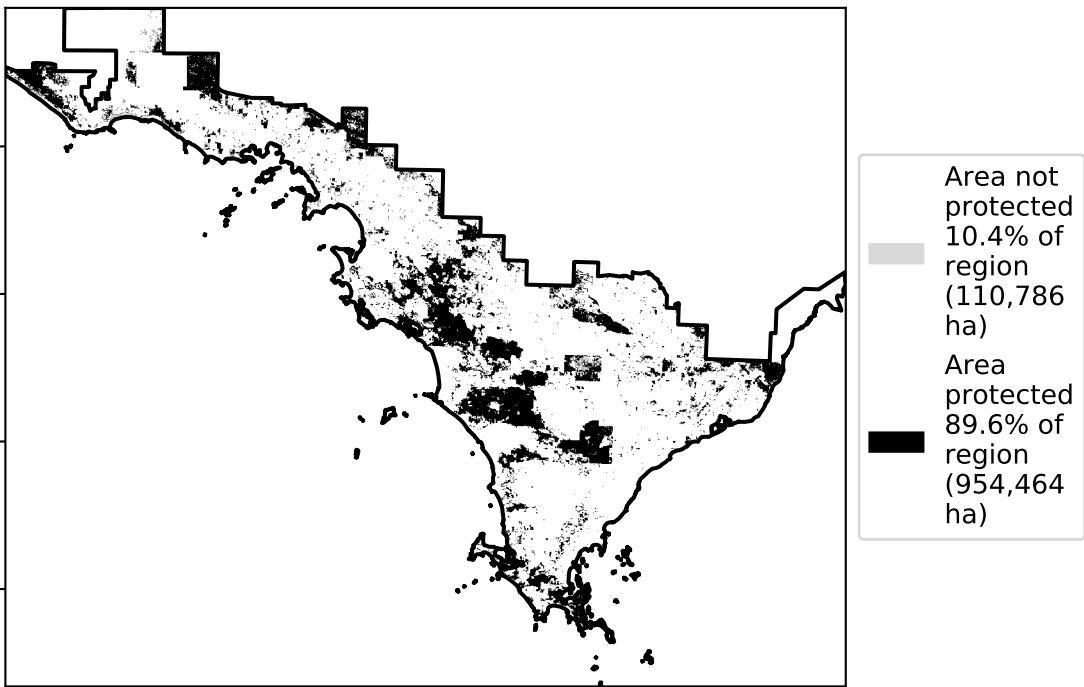 Area not
protected
10.4% of
region
(110,786
ha)
Area
protected
89.6% of
region
(954,464
ha)